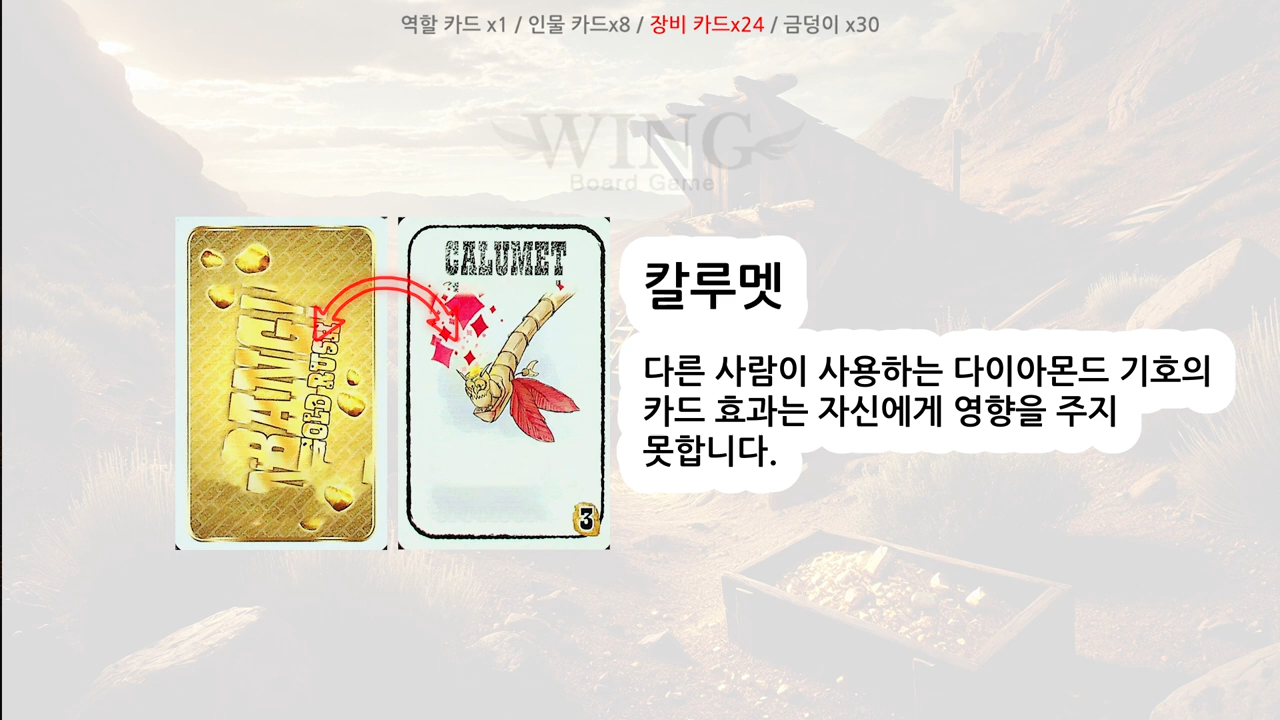 역할 카드 x1 / 인물 카드x8 / 장비 카드x24 / 금덩이 x30
WING
Board Game
BANG!
GOLD RUSH
CALUMET
3
칼루멧
다른 사람이 사용하는 다이아몬드 기호의
카드 효과는 자신에게 영향을 주지
못합니다.